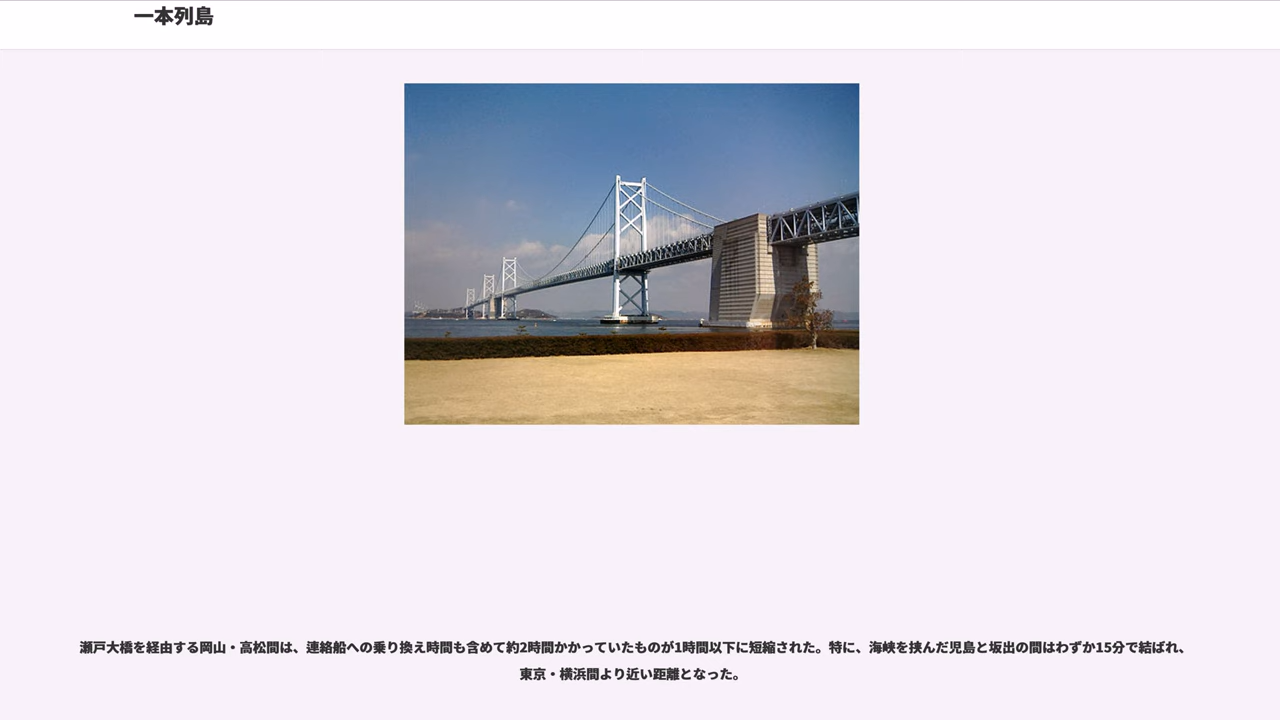 一本列島
瀬戸大橋を経由する岡山・高松間は、連絡船への乗り換え時間も含めて約2時間かかっていたものが1時間以下に短縮された。特に、海峡を挟んだ児島と坂出の間はわずか15分で結ばれ、
東京・横浜間より近い距離となった。